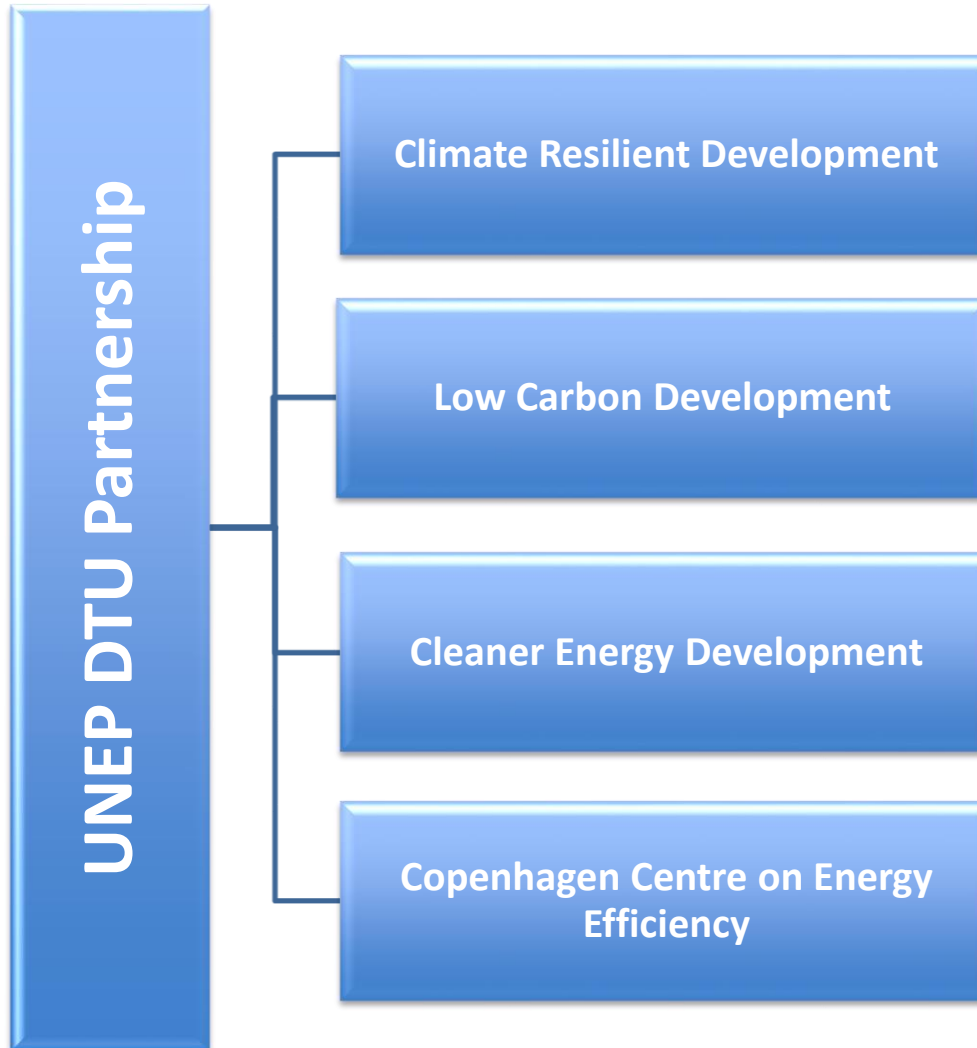 UNEP DTU Partnership
Climate Resilient Development
Low Carbon Development
Cleaner Energy Development
Copenhagen Centre on Energy
Efficiency